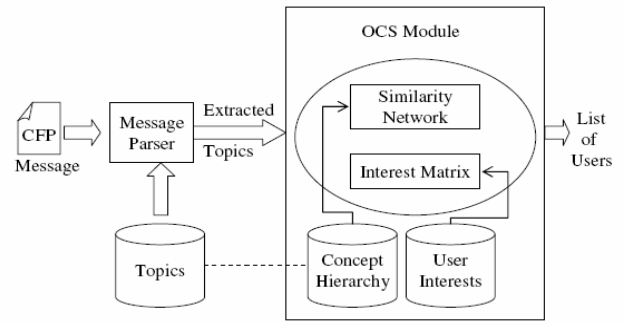 OCS Module
CFP
Message
Message
Parser
Extracted
Topics
Similarity
Network
Interest Matrix
List
of
Users
Topics
Concept
Hierarchy
User
Interests